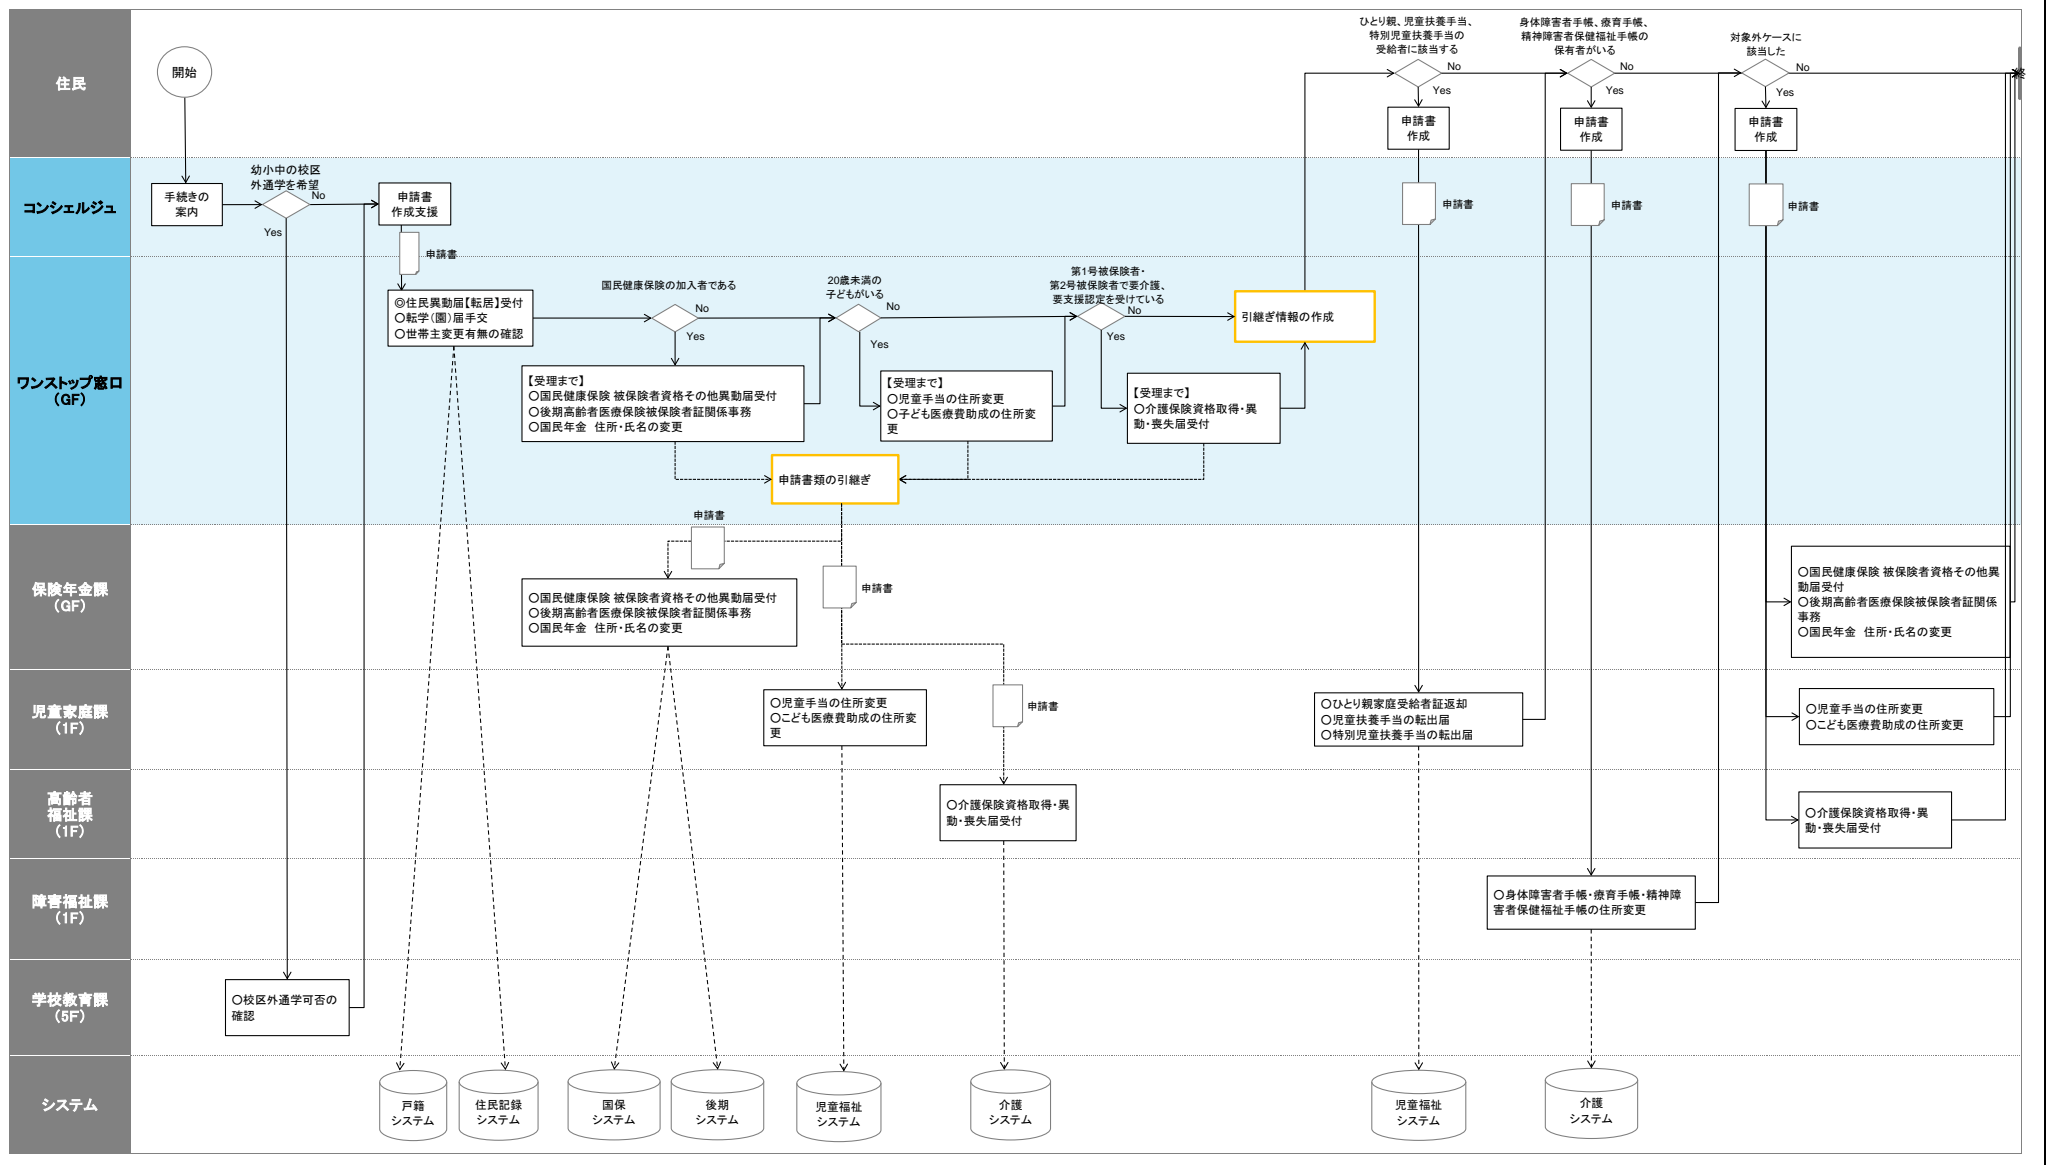 住民
開始
ひとり親、児童扶養手当、
特別児童扶養手当の
受給者に該当する
No
Yes
申請書
作成
身体障害者手帳、療育手帳、
精神障害者保健福祉手帳の
保有者がいる
No
Yes
申請書
作成
対象外ケースに
該当した
No
Yes
申請書
作成
コンシェルジュ
手続きの
案内
幼小中の校区
外通学を希望
No
Yes
申請書
作成支援
申請書
申請書
申請書
申請書
ワンストップ窓口
(GF)
◎住民異動届【転居】受付
○転学(園)届手交
○世帯主変更有無の確認
国民健康保険の加入者である
No
Yes
【受理まで】
○国民健康保険 被保険者資格その他異動届受付
○後期高齢者医療保険被保険者証関係事務
○国民年金 住所・氏名の変更
20歳未満の
子どもがいる
No
Yes
【受理まで】
○児童手当の住所変更
○子ども医療費助成の住所変
更
第1号被保険者・
第2号被保険者で要介護、
要支援認定を受けている
No
Yes
【受理まで】
○介護保険資格取得・異
動・喪失届受付
引継ぎ情報の作成
申請書類の引継ぎ
申請書
保険年金課
(GF)
○国民健康保険 被保険者資格その他異動届受付
○後期高齢者医療保険被保険者証関係事務
○国民年金 住所・氏名の変更
申請書
○国民健康保険 被保険者資格その他異
動届受付
○後期高齢者医療保険被保険者証関係
事務
○国民年金 住所・氏名の変更
児童家庭課
(1F)
○児童手当の住所変更
○こども医療費助成の住所変
更
申請書
○ひとり親家庭受給者証返却
○児童扶養手当の転出届
○特別児童扶養手当の転出届
○児童手当の住所変更
○こども医療費助成の住所変更
高齢者
福祉課
(1F)
○介護保険資格取得・異
動・喪失届受付
○介護保険資格取得・異
動・喪失届受付
障害福祉課
(1F)
○身体障害者手帳・療育手帳・精神障
害者保健福祉手帳の住所変更
学校教育課
(5F)
○校区外通学可否の
確認
システム
戸籍
システム
住民記録
システム
国保
システム
後期
システム
児童福祉
システム
介護
システム
児童福祉
システム
介護
システム